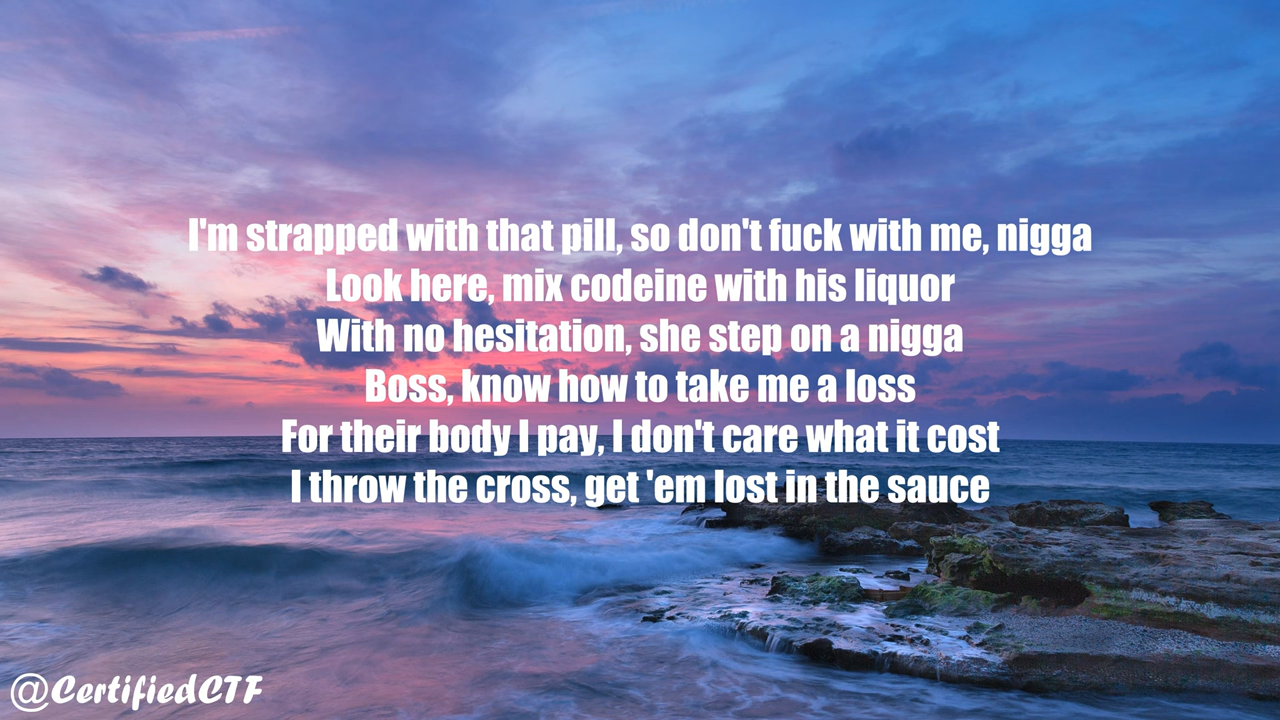 I'm strapped with that pill, so don't fuck with me, nigga
Look here, mix codeine with his liquor
With no hesitation, she step on a nigga
Boss, know how to take me a loss
For their body I pay, I don't care what it cost
I throw the cross, get 'em lost in the sauce
@CertifiedCTF